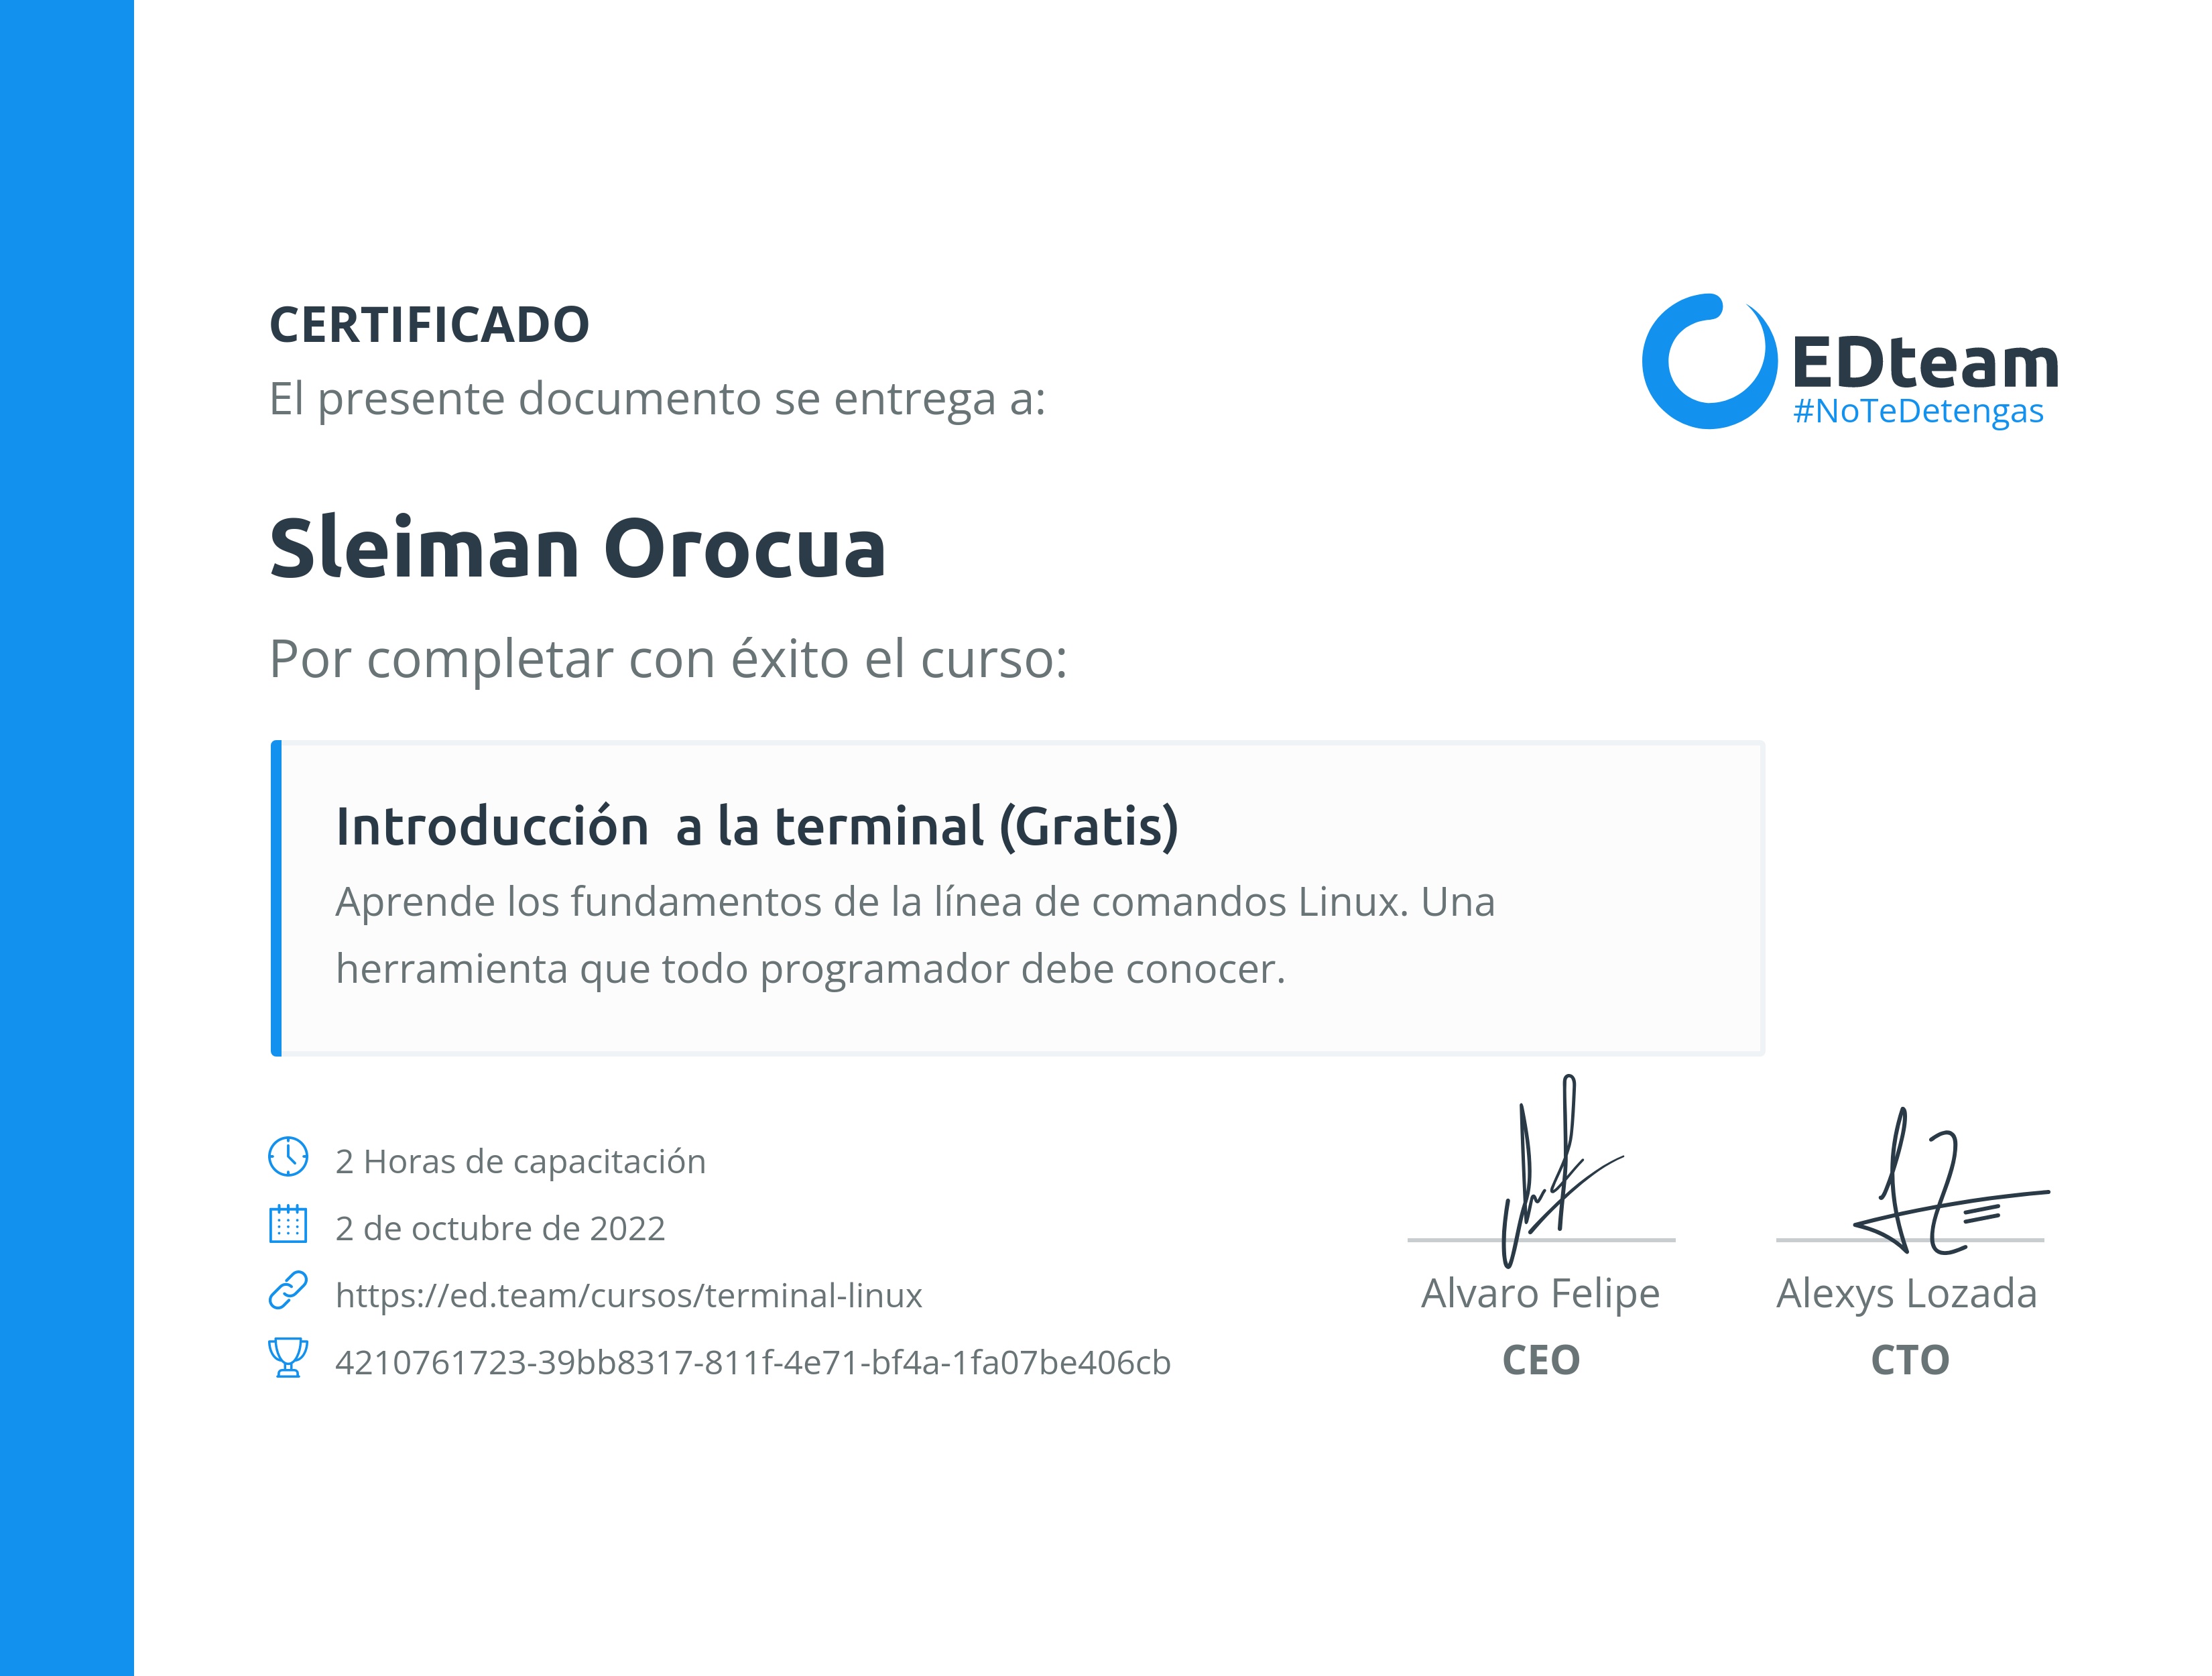 CERTIFICADO
El presente documento se entrega a:
EDteam
#NoTeDetengas
Sleiman Orocua
Por completar con éxito el curso:
Introducción  a la terminal (Gratis)
Aprende los fundamentos de la línea de comandos Linux. Una
herramienta que todo programador debe conocer.
2 Horas de capacitación
2 de octubre de 2022
https://ed.team/cursos/terminal-linux
4210761723-39bb8317-811f-4e71-bf4a-1fa07be406cb
Alvaro Felipe
CEO
Alexys Lozada
CTO